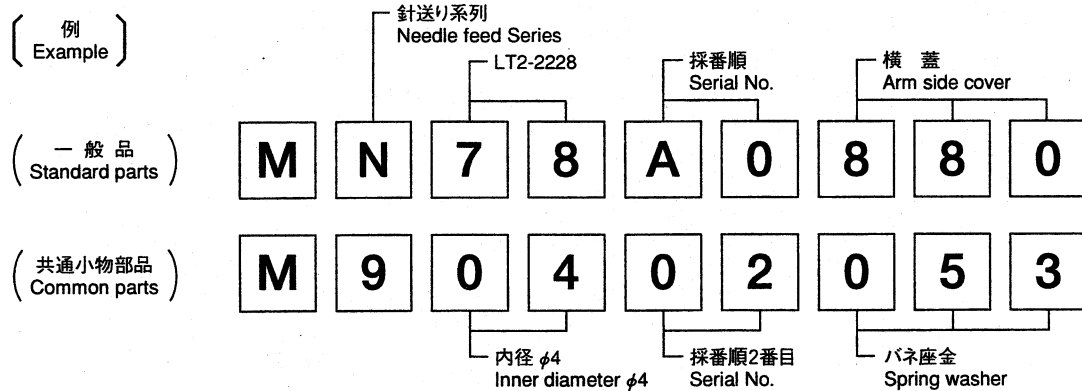 例
Example
針送り系列
Needle feed Series
LT2-2228
採番順
Serial No.
横 蓋
Arm side cover
一 般 品
Standard parts
M N 7 8 A 0 8 8 0
共通小物部品
Common parts
M 9 0 4 0 2 0 5 3
内径 φ4
Inner diameter φ4
採番順2番目
Serial No.
バネ座金
Spring washer